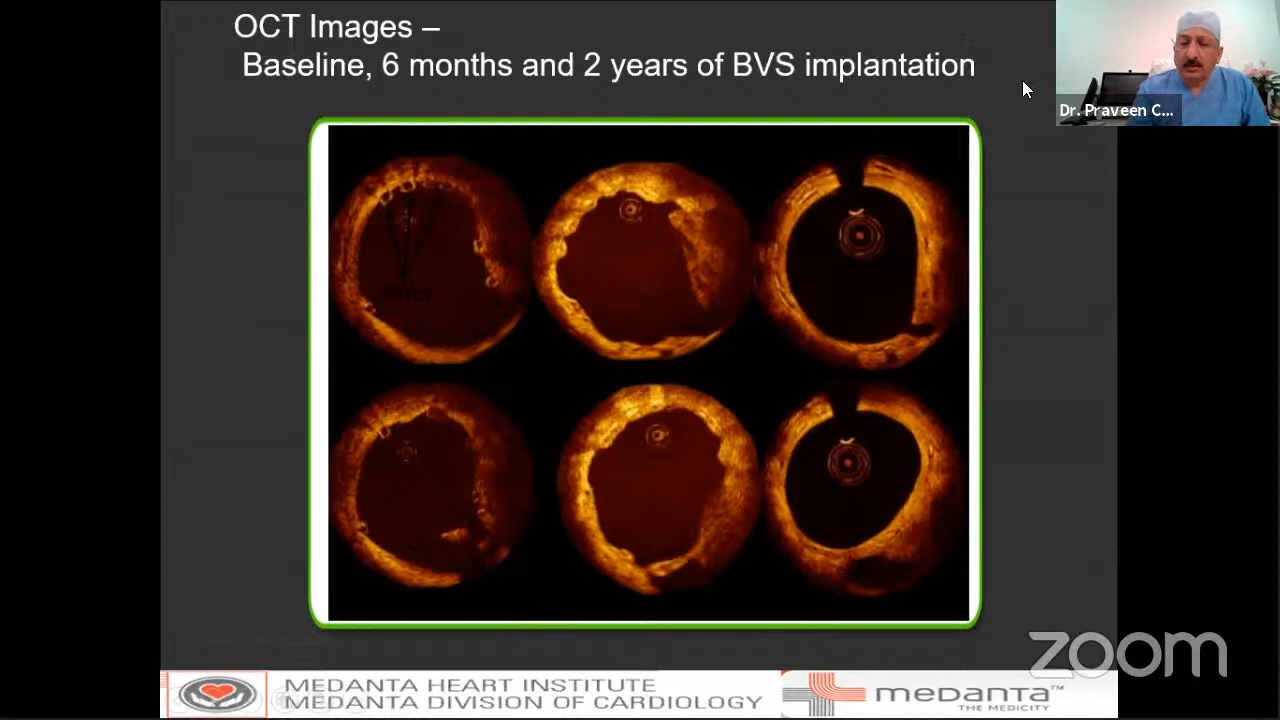 OCT Images –
Baseline, 6 months and 2 years of BVS implantation
Dr. Praveen C...
zoom
MEDANTA HEART INSTITUTE
MEDANTA DIVISION OF CARDIOLOGY
medanta™
THE MEDICITY